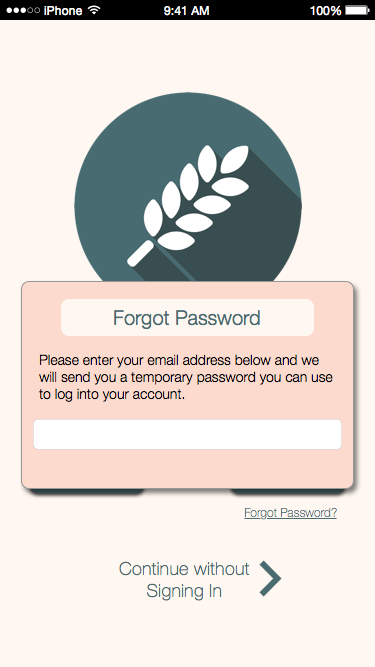 iPhone 9:41 AM 100%
Forgot Password
Please enter your email address below and we
will send you a temporary password you can use
to log into your account.
Forgot Password?
Continue without
Signing In